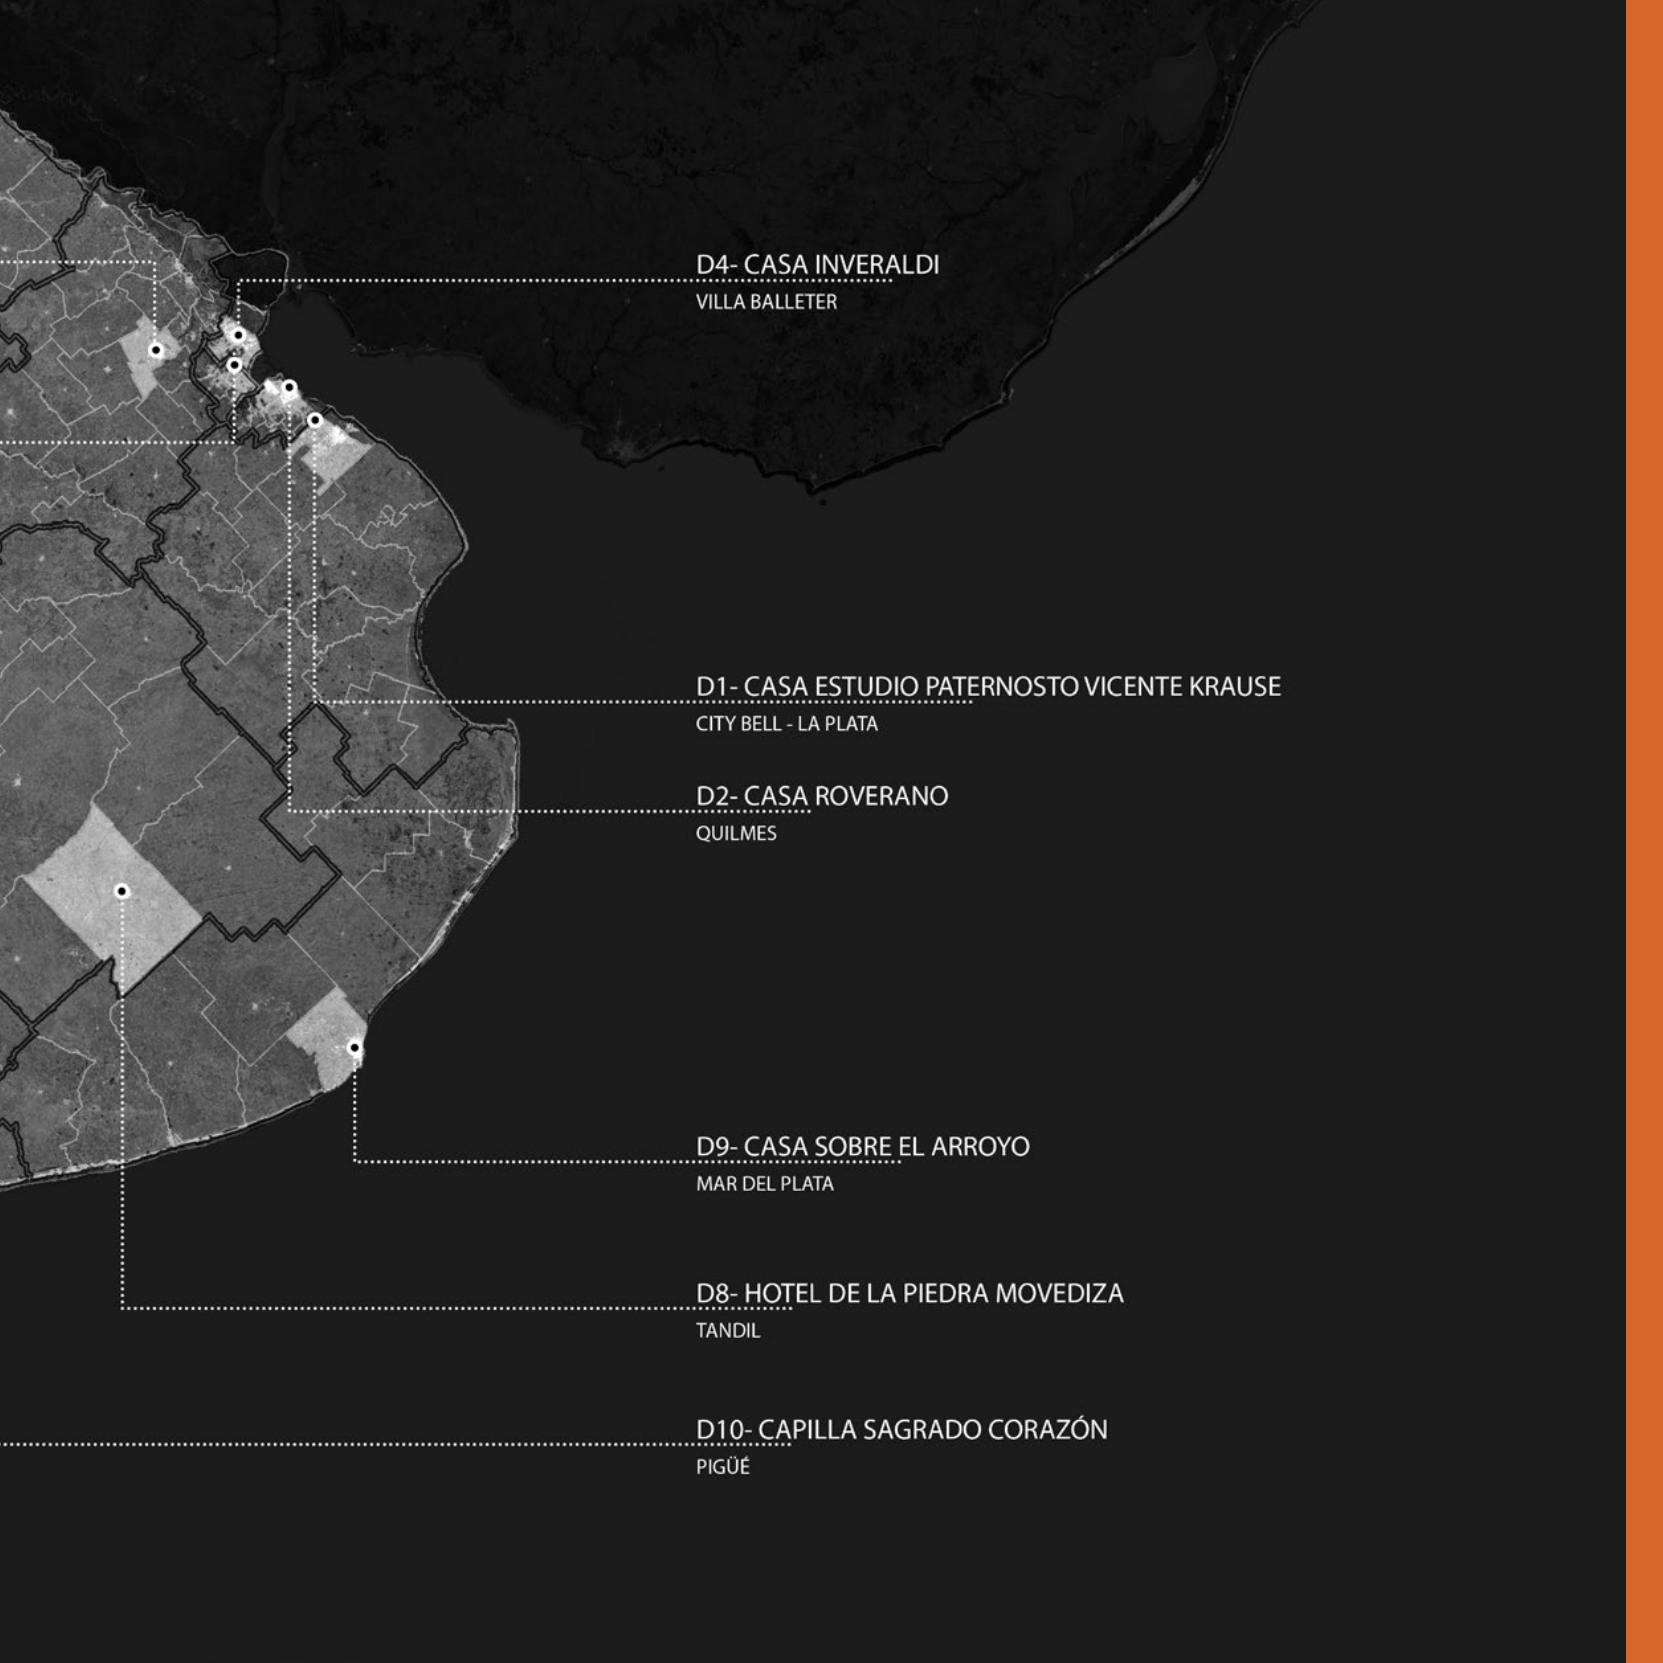 D4- CASA INVERALDI
VILLA BALLETER
D1- CASA ESTUDIO PATERNOSTO VICENTE KRAUSE
CITY BELL - LA PLATA
D2- CASA ROVERANO
QUILMES
D9- CASA SOBRE EL ARROYO
MAR DEL PLATA
D8- HOTEL DE LA PIEDRA MOVEDIZA
TANDIL
D10- CAPILLA SAGRADO CORAZÓN
PIGÜÉ